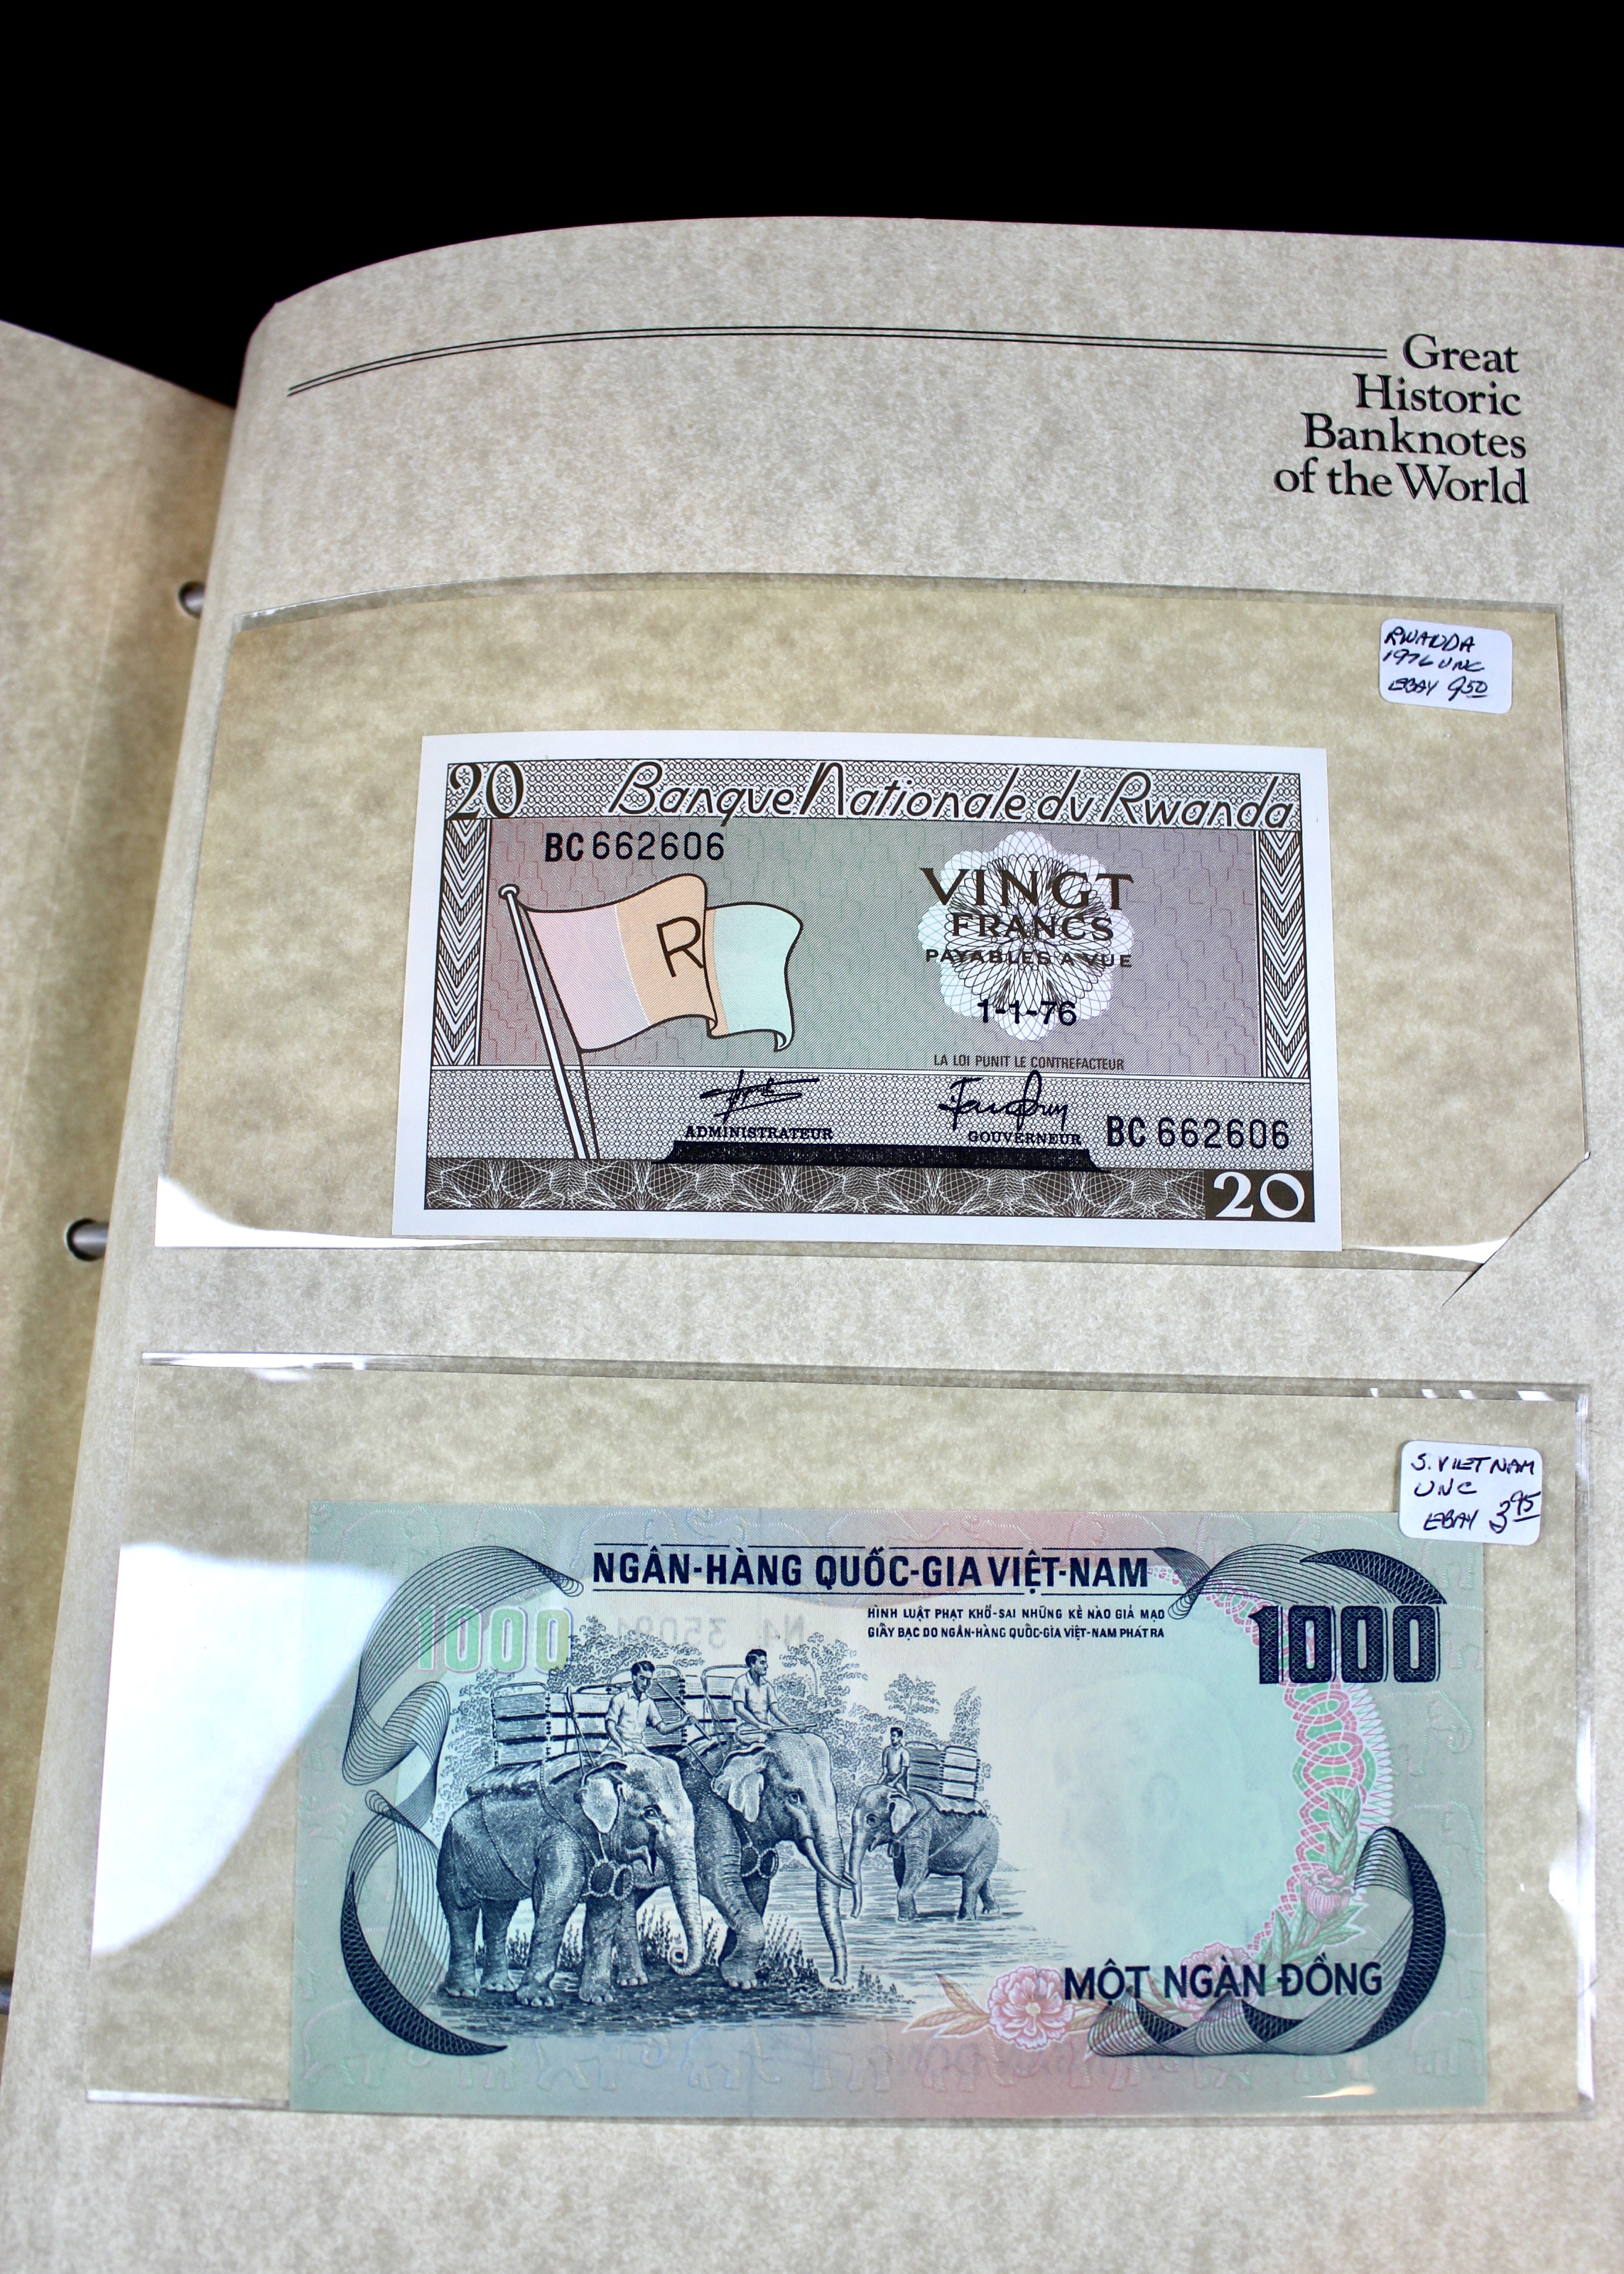 Great
Historic
Banknotes
of the World
RWANDA
1976 UNC
EBAY 9.50
20 Banque Nationale du Rwanda
BC 662606
R
VINGT
FRANCS
PAYABLES A VUE
1-1-76
LA LOI PUNIT LE CONTREFACTEUR
ADMINISTRATEUR
GOUVERNEUR
BC 662606
20
S. VIET NAM
UNC
EBAY 3.95
NGÂN-HÀNG QUỐC-GIA VIỆT-NAM
HÌNH LUẬT PHẠT KHỔ-SAI NHỮNG KẺ NÀO GIẢ MẠO
GIẤY BẠC DO NGÂN-HÀNG QUỐC-GIA VIỆT-NAM PHÁT RA
1000
1000
MỘT NGÀN ĐỒNG